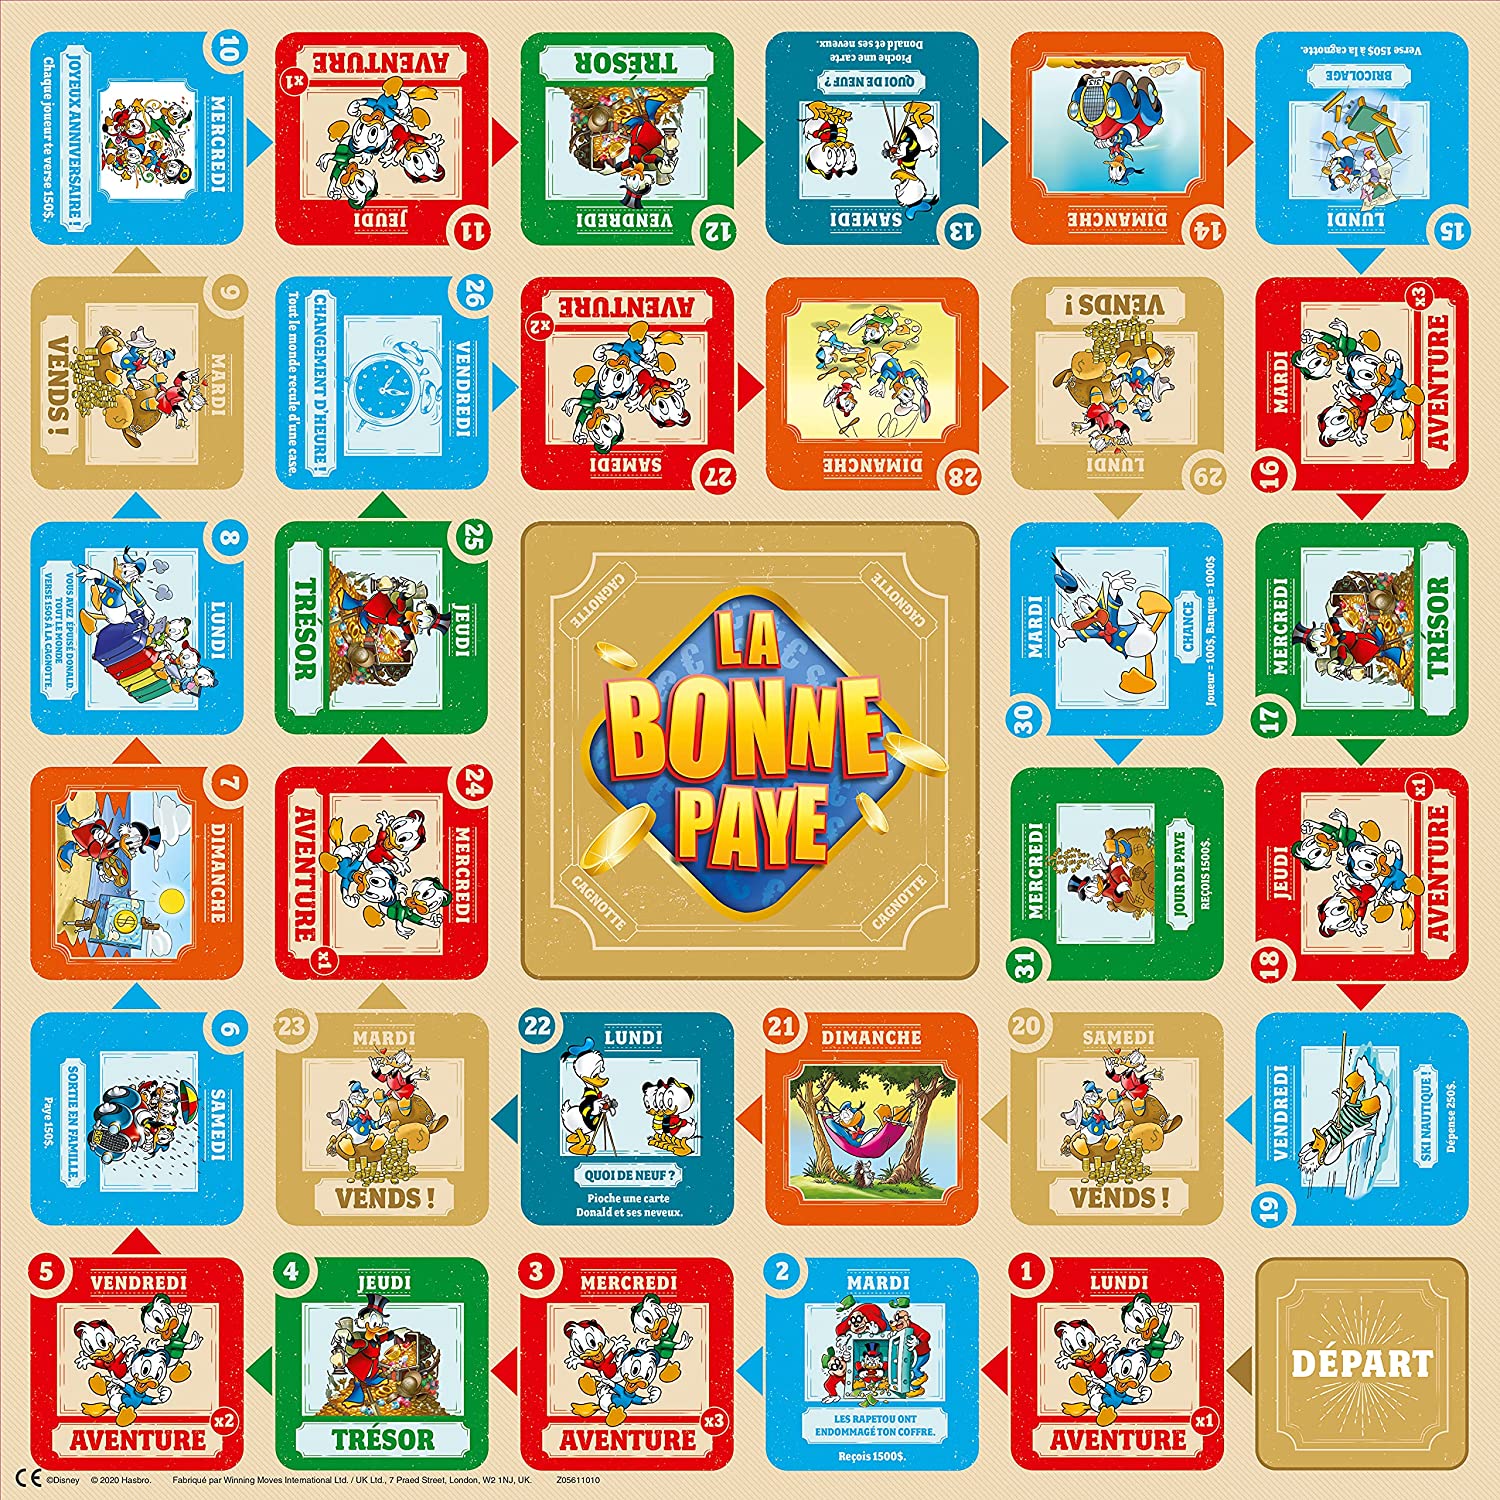 10
MERCREDI
JOYEUX ANNIVERSAIRE !
Chaque joueur te verse 150$.
11
JEUDI
AVENTURE
x1
12
VENDREDI
TRÉSOR
13
SAMEDI
QUOI DE NEUF ?
Pioche une carte
Donald et ses neveux.
14
DIMANCHE
313
15
LUNDI
BRICOLAGE
Verse 150$ à la cagnotte.
9
MARDI
VENDS !
26
VENDREDI
CHANGEMENT D'HEURE !
Tout le monde recule d'une case.
27
SAMEDI
AVENTURE
x2
28
DIMANCHE
29
LUNDI
VENDS !
16
MARDI
AVENTURE
x3
8
LUNDI
VOUS AVEZ ÉPUISÉ DONALD.
TOUT LE MONDE
VERSE 150$ À LA CAGNOTTE.
25
JEUDI
TRÉSOR
CAGNOTTE
CAGNOTTE
LA
BONNE
PAYE
CAGNOTTE
CAGNOTTE
30
MARDI
CHANCE
Joueur = 100$, Banque = 1000$
17
MERCREDI
TRÉSOR
7
DIMANCHE
$
24
MERCREDI
AVENTURE
x1
31
MERCREDI
JOUR DE PAYE
REÇOIS 1500$.
18
JEUDI
AVENTURE
x1
6
SAMEDI
SORTIE EN FAMILLE.
Paye 150$.
23
MARDI
VENDS !
22
LUNDI
QUOI DE NEUF ?
Pioche une carte
Donald et ses neveux.
21
DIMANCHE
20
SAMEDI
VENDS !
19
VENDREDI
SKI NAUTIQUE !
Dépense 250$.
5
VENDREDI
x2
AVENTURE
4
JEUDI
TRÉSOR
3
MERCREDI
x3
AVENTURE
2
MARDI
LES RAPETOU ONT
ENDOMMAGÉ TON COFFRE.
Reçois 1500$.
1
LUNDI
x1
AVENTURE
DÉPART
CE ©Disney © 2020 Hasbro. Fabriqué par Winning Moves International Ltd. / UK Ltd., 7 Praed Street, London, W2 1NJ, UK. Z05611010